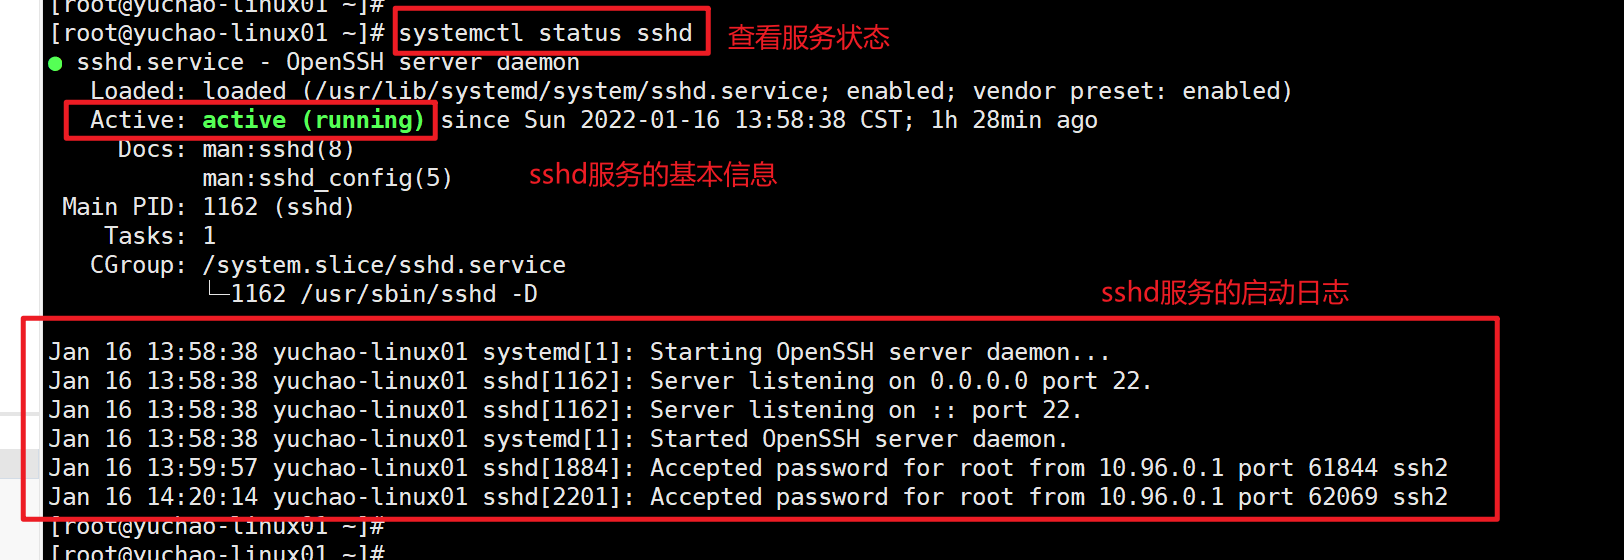 [root@yuchao-linux01 ~]#
[root@yuchao-linux01 ~]# systemctl status sshd 查看服务状态
● sshd.service - OpenSSH server daemon
Loaded: loaded (/usr/lib/systemd/system/sshd.service; enabled; vendor preset: enabled)
Active: active (running) since Sun 2022-01-16 13:58:38 CST; 1h 28min ago
Docs: man:sshd(8)
man:sshd_config(5) sshd服务的基本信息
Main PID: 1162 (sshd)
Tasks: 1
CGroup: /system.slice/sshd.service
└─1162 /usr/sbin/sshd -D sshd服务的启动日志
Jan 16 13:58:38 yuchao-linux01 systemd[1]: Starting OpenSSH server daemon...
Jan 16 13:58:38 yuchao-linux01 sshd[1162]: Server listening on 0.0.0.0 port 22.
Jan 16 13:58:38 yuchao-linux01 sshd[1162]: Server listening on :: port 22.
Jan 16 13:58:38 yuchao-linux01 systemd[1]: Started OpenSSH server daemon.
Jan 16 13:59:57 yuchao-linux01 sshd[1884]: Accepted password for root from 10.96.0.1 port 61844 ssh2
Jan 16 14:20:14 yuchao-linux01 sshd[2201]: Accepted password for root from 10.96.0.1 port 62069 ssh2
[root@yuchao-linux01 ~]#
[root@yuchao-linux01 ~]#